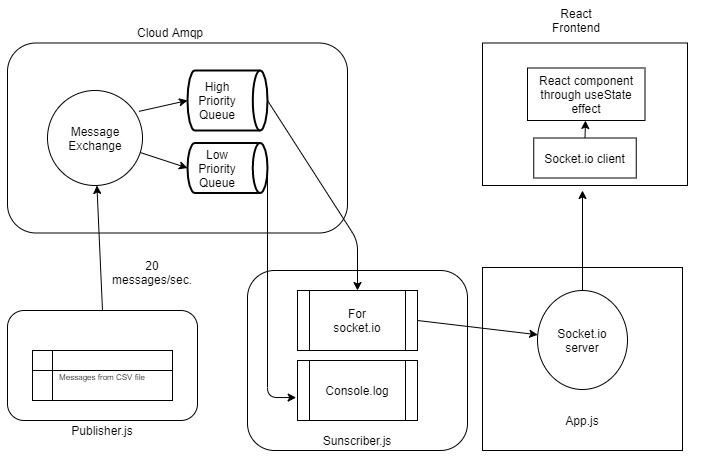 Cloud Amqp
React
Frontend
High
Priority
Queue
Message
Exchange
Low
Priority
Queue
React component
through useState
effect
Socket.io client
20
messages/sec.
Messages from CSV file
Publisher.js
For
socket.io
Console.log
Sunscriber.js
Socket.io
server
App.js